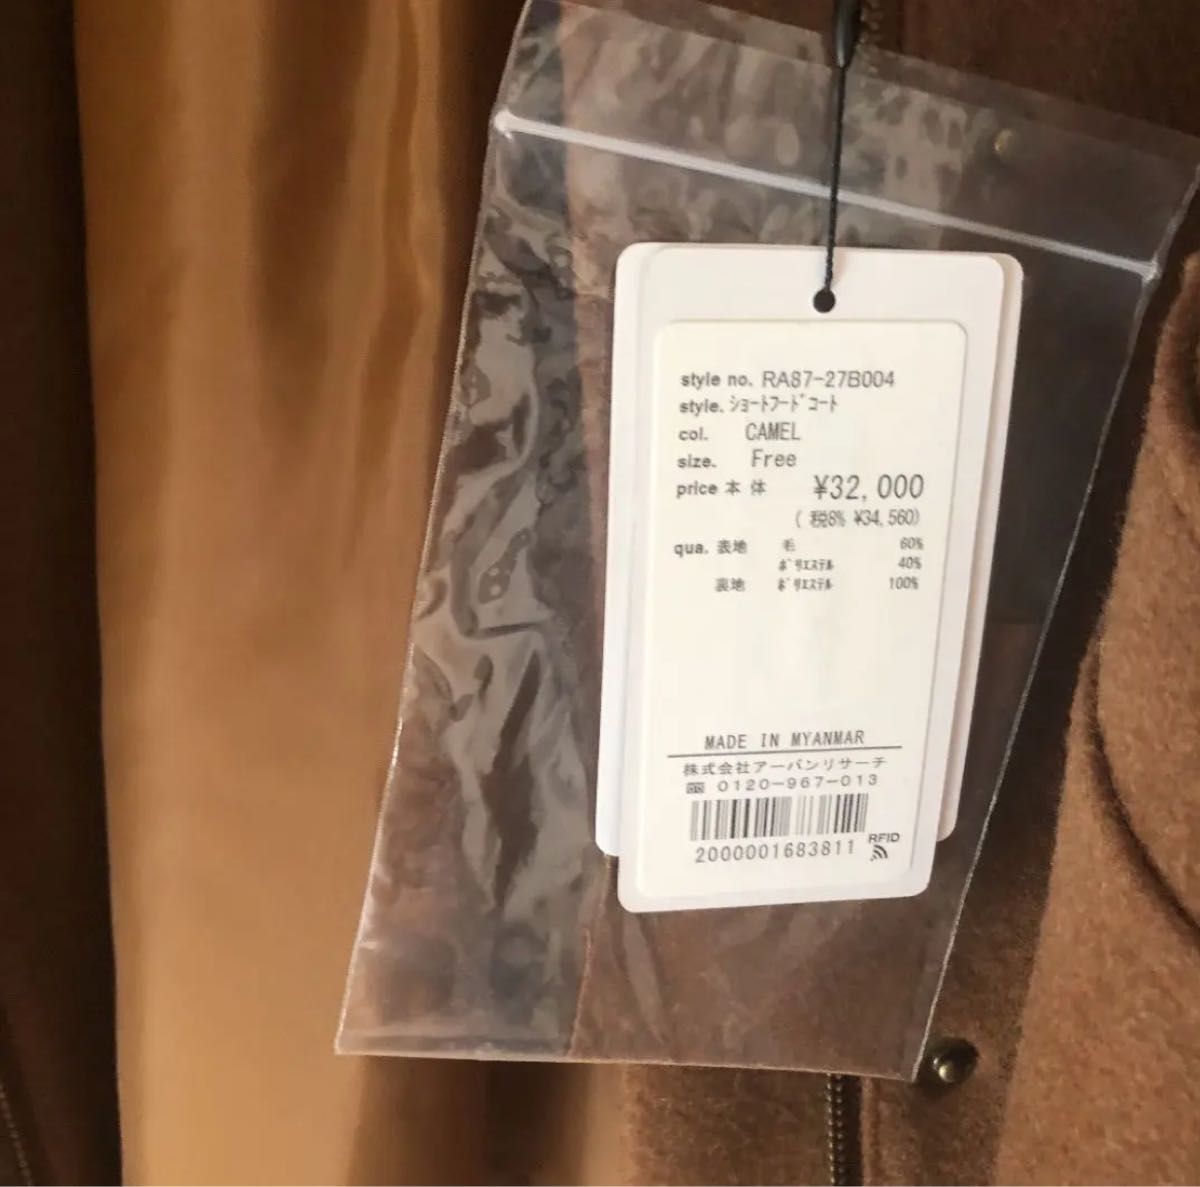 style no. RA87-27B004
style. ｼｮｰﾄﾌｰﾄﾞｺｰﾄ
col. CAMEL
size. Free
price 本体 ¥32,000
( 税8% ¥34,560)
qua. 表地 毛 60%
ﾎﾟﾘｴｽﾃﾙ 40%
裏地 ﾎﾟﾘｴｽﾃﾙ 100%
MADE IN MYANMAR
株式会社アーバンリサーチ
0120-967-013
RFID
2000001683811